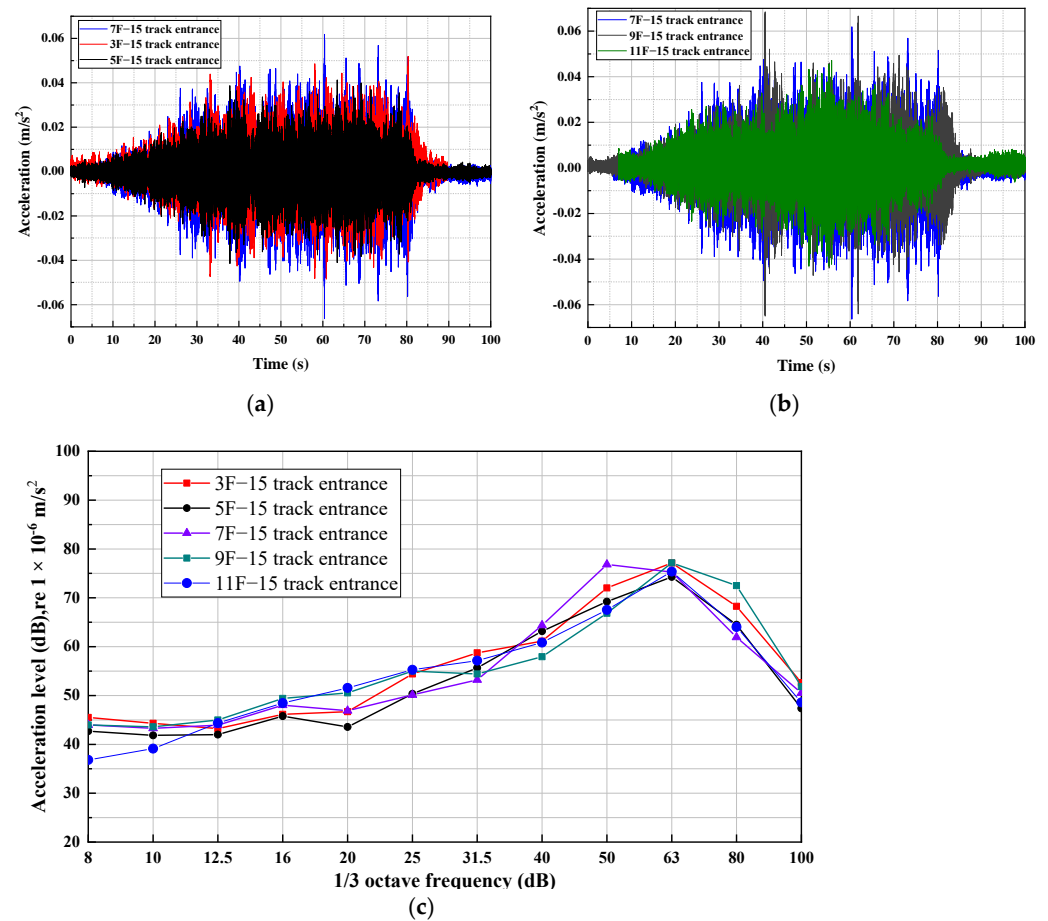 7F−15 track entrance
3F−15 track entrance
5F−15 track entrance
0.06
0.04
0.02
0.00
-0.02
-0.04
-0.06
Acceleration (m/s²)
0 10 20 30 40 50 60 70 80 90 100
Time (s)
(a)
7F−15 track entrance
9F−15 track entrance
11F−15 track entrance
0.06
0.04
0.02
0.00
-0.02
-0.04
-0.06
Acceleration (m/s²)
0 10 20 30 40 50 60 70 80 90 100
Time (s)
(b)
100
90
80
70
60
50
40
30
20
Acceleration level (dB),re 1 × 10⁻⁶ m/s²
3F−15 track entrance
5F−15 track entrance
7F−15 track entrance
9F−15 track entrance
11F−15 track entrance
8 10 12.5 16 20 25 31.5 40 50 63 80 100
1/3 octave frequency (dB)
(c)